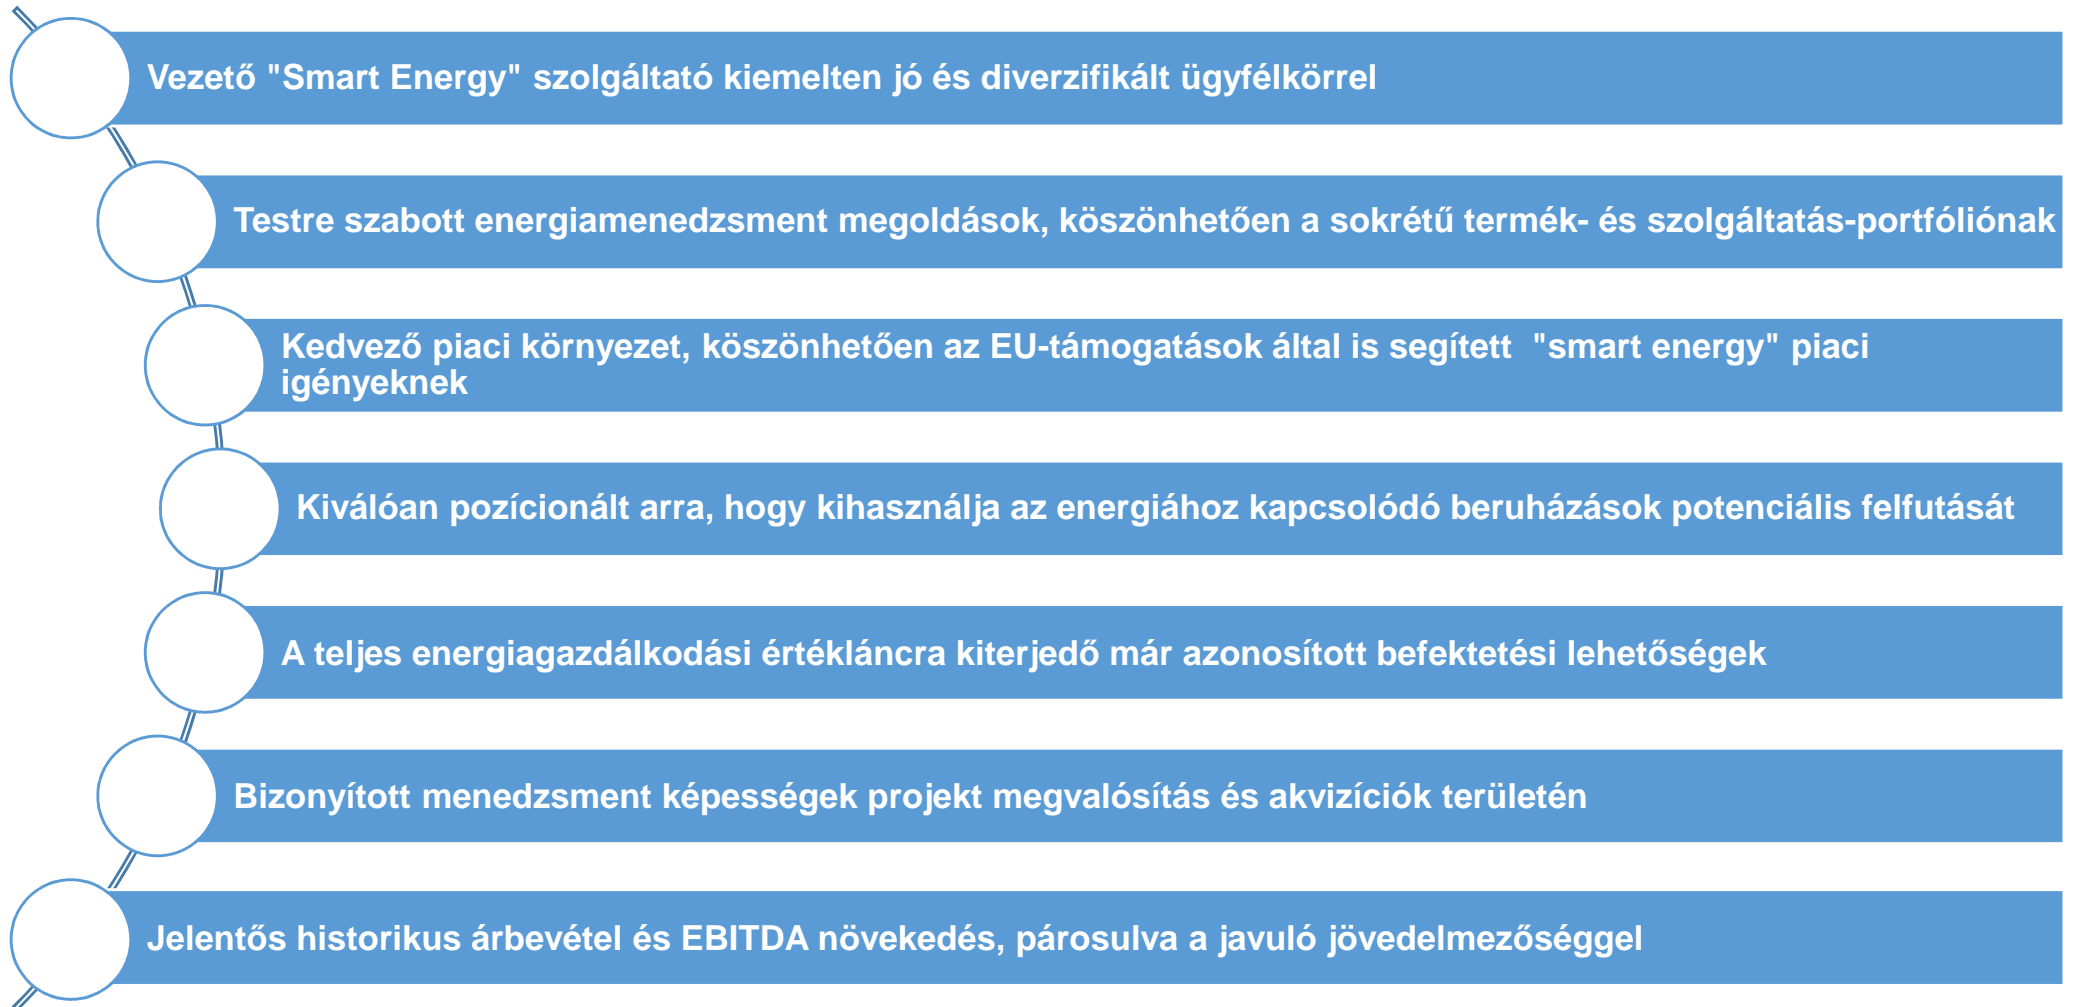 Vezető "Smart Energy" szolgáltató kiemelten jó és diverzifikált ügyfélkörrel
Testre szabott energiamenedzsment megoldások, köszönhetően a sokrétű termék- és szolgáltatás-portfóliónak
Kedvező piaci környezet, köszönhetően az EU-támogatások által is segített  "smart energy" piaci
igényeknek
Kiválóan pozícionált arra, hogy kihasználja az energiához kapcsolódó beruházások potenciális felfutását
A teljes energiagazdálkodási értékláncra kiterjedő már azonosított befektetési lehetőségek
Bizonyított menedzsment képességek projekt megvalósítás és akvizíciók területén
Jelentős historikus árbevétel és EBITDA növekedés, párosulva a javuló jövedelmezőséggel